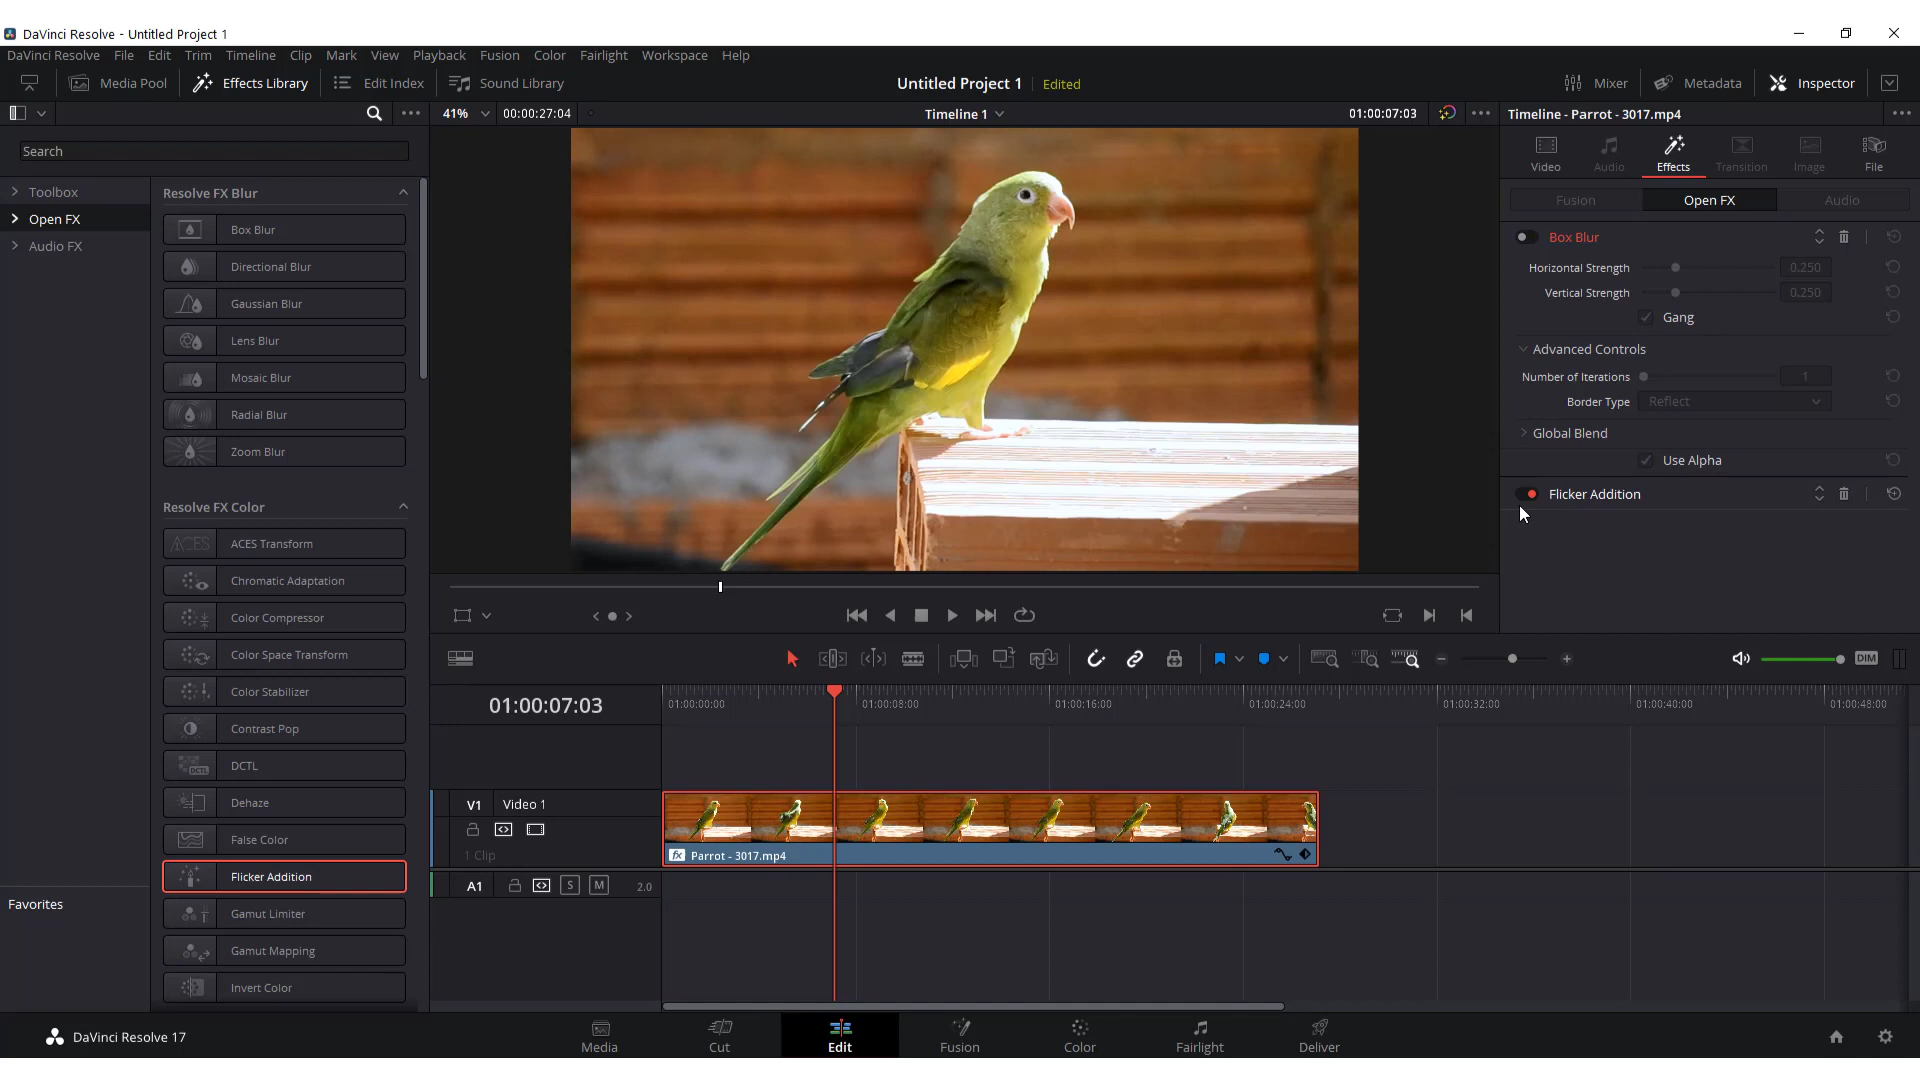 DaVinci Resolve - Untitled Project 1
DaVinci Resolve File Edit Trim Timeline Clip Mark View Playback Fusion Color Fairlight Workspace Help
Media Pool Effects Library Edit Index Sound Library Untitled Project 1 Edited Mixer Metadata Inspector
41% 00:00:27:04 Timeline 1 01:00:07:03 Timeline - Parrot - 3017.mp4
Search
Video Audio Effects Transition Image File
Toolbox
Open FX
Audio FX
Favorites
Resolve FX Blur
Box Blur
Directional Blur
Gaussian Blur
Lens Blur
Mosaic Blur
Radial Blur
Zoom Blur
Resolve FX Color
ACES ACES Transform
Chromatic Adaptation
Color Compressor
Color Space Transform
Color Stabilizer
Contrast Pop
DCTL DCTL
Dehaze
False Color
Flicker Addition
Gamut Limiter
Gamut Mapping
Invert Color
Fusion Open FX Audio
Box Blur
Horizontal Strength 0.250
Vertical Strength 0.250
Gang
Advanced Controls
Number of Iterations 1
Border Type Reflect
Global Blend
Use Alpha
Flicker Addition
DIM
01:00:07:03 01:00:00:00 01:00:08:00 01:00:16:00 01:00:24:00 01:00:32:00 01:00:40:00 01:00:48:00
V1 Video 1
1 Clip
fx Parrot - 3017.mp4
A1 S M 2.0
DaVinci Resolve 17
Media Cut Edit Fusion Color Fairlight Deliver